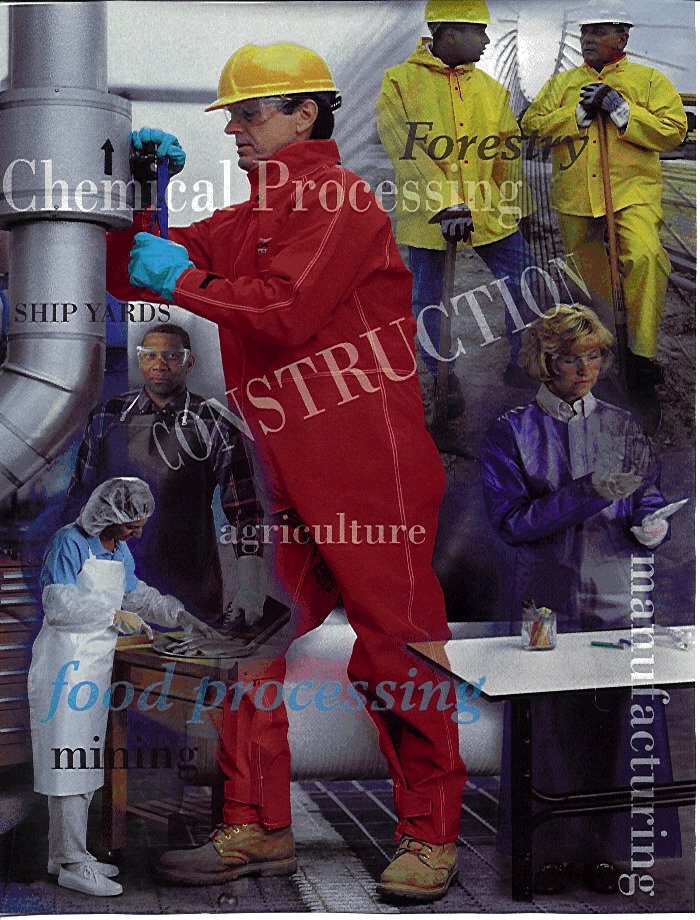 Forestry
Chemical Processing
SHIP YARDS
CONSTRUCTION
agriculture
manufacturing
food processing
mining